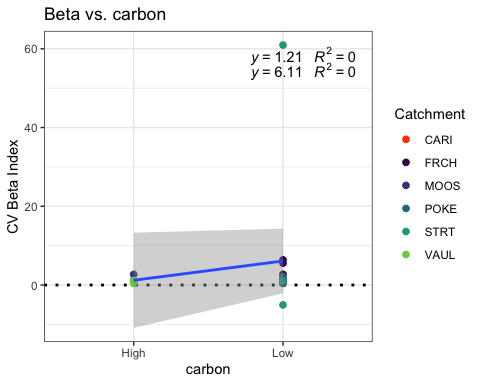 Beta vs. carbon
60
40
20
0
CV Beta Index
y = 1.21 R² = 0
y = 6.11 R² = 0
High
Low
carbon
Catchment
CARI
FRCH
MOOS
POKE
STRT
VAUL